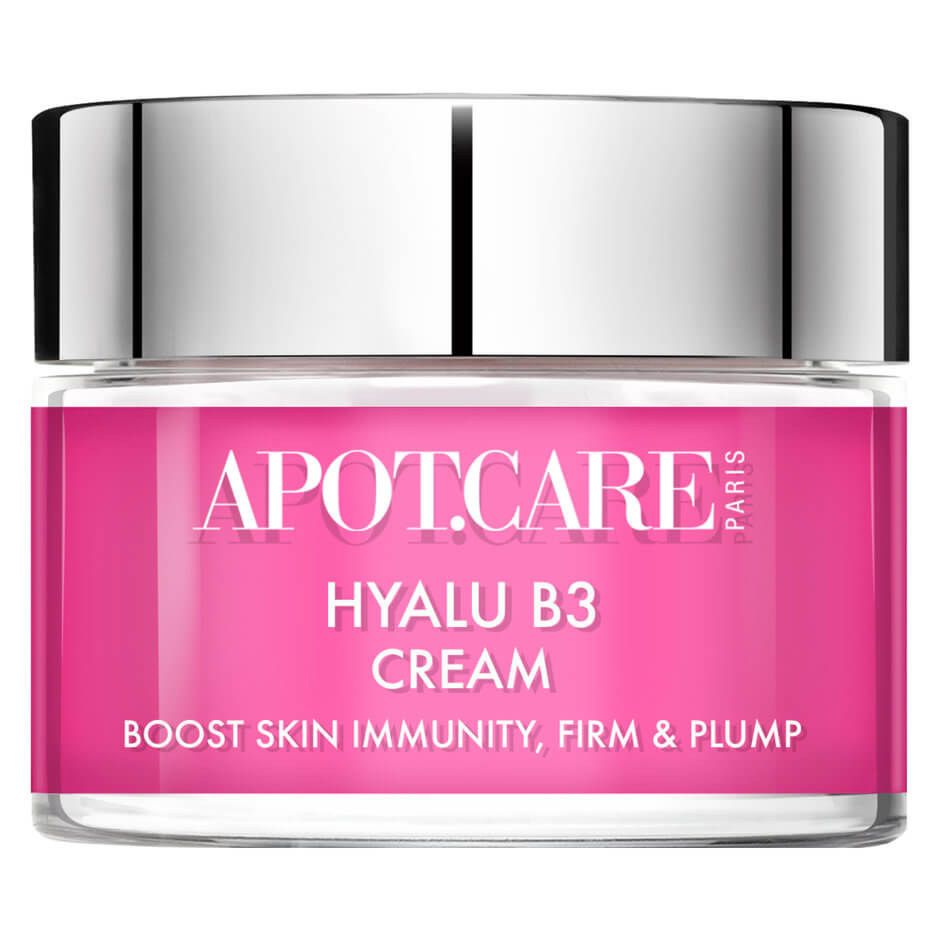 APOT.CARE PARIS
HYALU B3
CREAM
BOOST SKIN IMMUNITY, FIRM & PLUMP